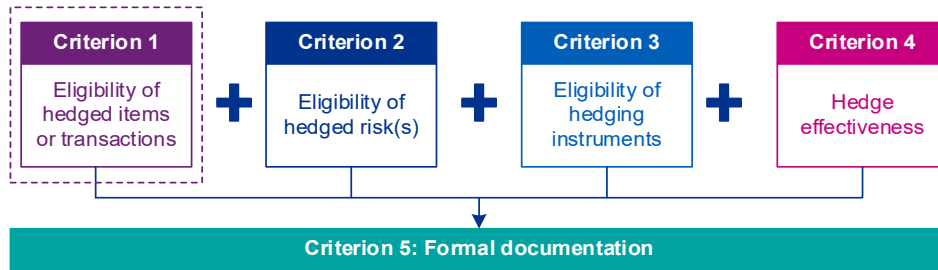 Criterion 1
Eligibility of
hedged items
or transactions
Criterion 2
Eligibility of
hedged risk(s)
Criterion 3
Eligibility of
hedging
instruments
Criterion 4
Hedge
effectiveness
Criterion 5: Formal documentation